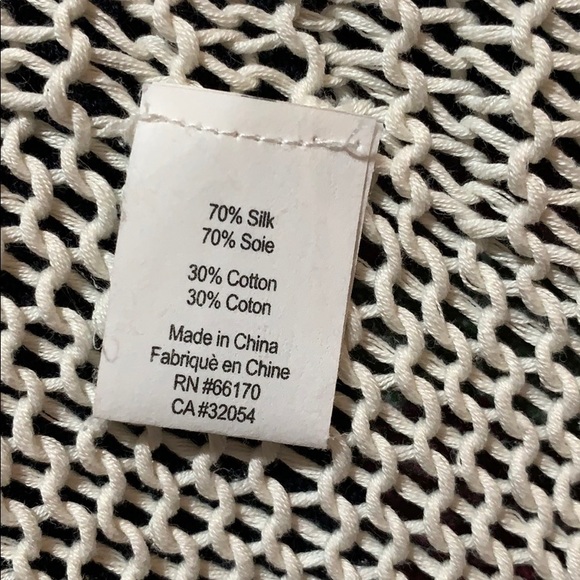 70% Silk
70% Soie
30% Cotton
30% Coton
Made in China
Fabriquè en Chine
RN #66170
CA #32054